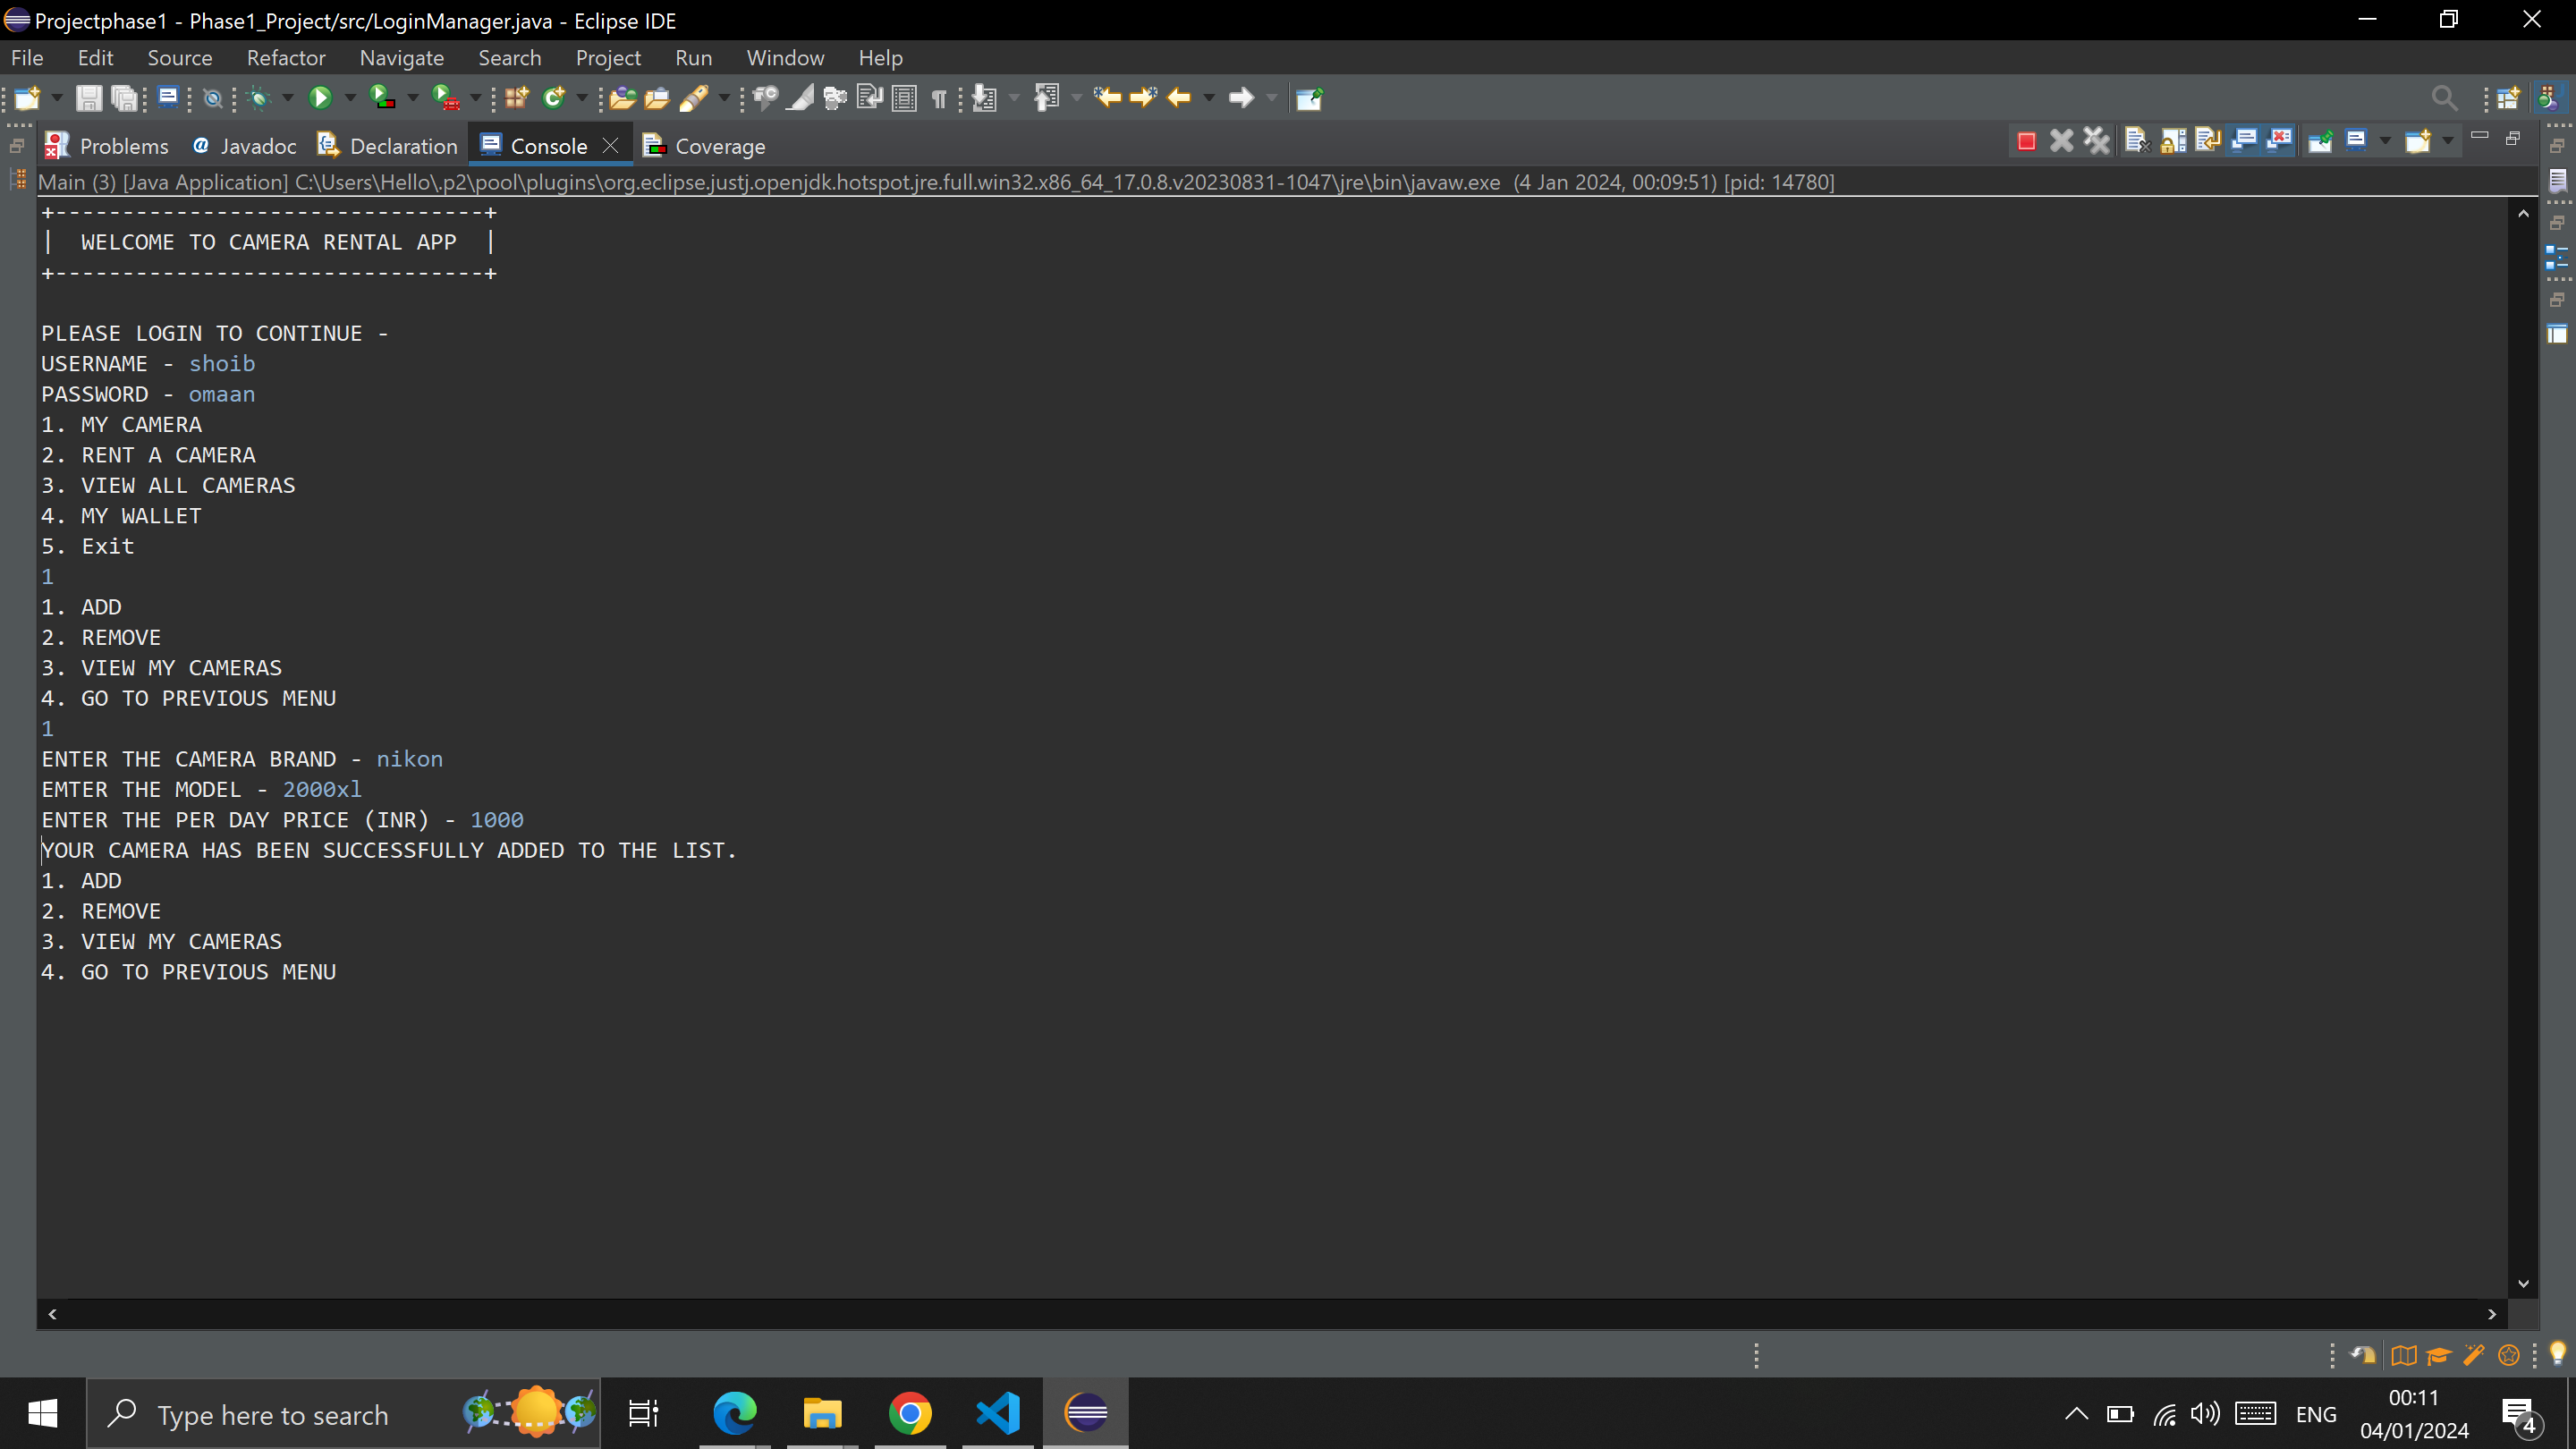 Projectphase1 - Phase1_Project/src/LoginManager.java - Eclipse IDE
File Edit Source Refactor Navigate Search Project Run Window Help
Problems Javadoc Declaration Console Coverage
Main (3) [Java Application] C:\Users\Hello\.p2\pool\plugins\org.eclipse.justj.openjdk.hotspot.jre.full.win32.x86_64_17.0.8.v20230831-1047\jre\bin\javaw.exe (4 Jan 2024, 00:09:51) [pid: 14780]
+--------------------------------+
| WELCOME TO CAMERA RENTAL APP |
+--------------------------------+
PLEASE LOGIN TO CONTINUE -
USERNAME - shoib
PASSWORD - omaan
1. MY CAMERA
2. RENT A CAMERA
3. VIEW ALL CAMERAS
4. MY WALLET
5. Exit
1
1. ADD
2. REMOVE
3. VIEW MY CAMERAS
4. GO TO PREVIOUS MENU
1
ENTER THE CAMERA BRAND - nikon
EMTER THE MODEL - 2000xl
ENTER THE PER DAY PRICE (INR) - 1000
YOUR CAMERA HAS BEEN SUCCESSFULLY ADDED TO THE LIST.
1. ADD
2. REMOVE
3. VIEW MY CAMERAS
4. GO TO PREVIOUS MENU
Type here to search
ENG
00:11
04/01/2024
4